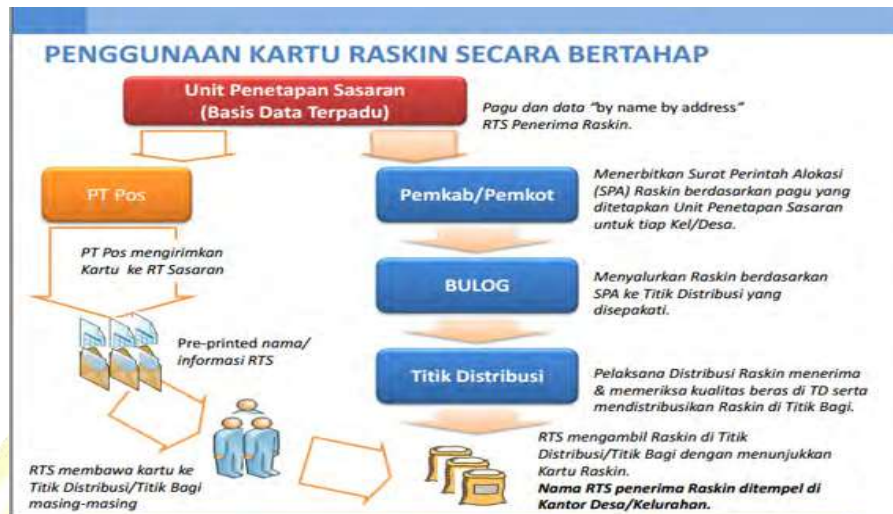 PENGGUNAAN KARTU RASKIN SECARA BERTAHAP
Unit Penetapan Sasaran
(Basis Data Terpadu)
Pagu dan data “by name by address”
RTS Penerima Raskin.
PT Pos
Pemkab/Pemkot
Menerbitkan Surat Perintah Alokasi
(SPA) Raskin berdasarkan pagu yang
ditetapkan Unit Penetapan Sasaran
untuk tiap Kel/Desa.
PT Pos mengirimkan
Kartu ke RT Sasaran
BULOG
Menyalurkan Raskin berdasarkan
SPA ke Titik Distribusi yang
disepakati.
Pre-printed nama/
informasi RTS
Titik Distribusi
Pelaksana Distribusi Raskin menerima
& memeriksa kualitas beras di TD serta
mendistribusikan Raskin di Titik Bagi.
RTS membawa kartu ke
Titik Distribusi/Titik Bagi
masing-masing
RTS mengambil Raskin di Titik
Distribusi/Titik Bagi dengan menunjukkan
Kartu Raskin.
Nama RTS penerima Raskin ditempel di
Kantor Desa/Kelurahan.